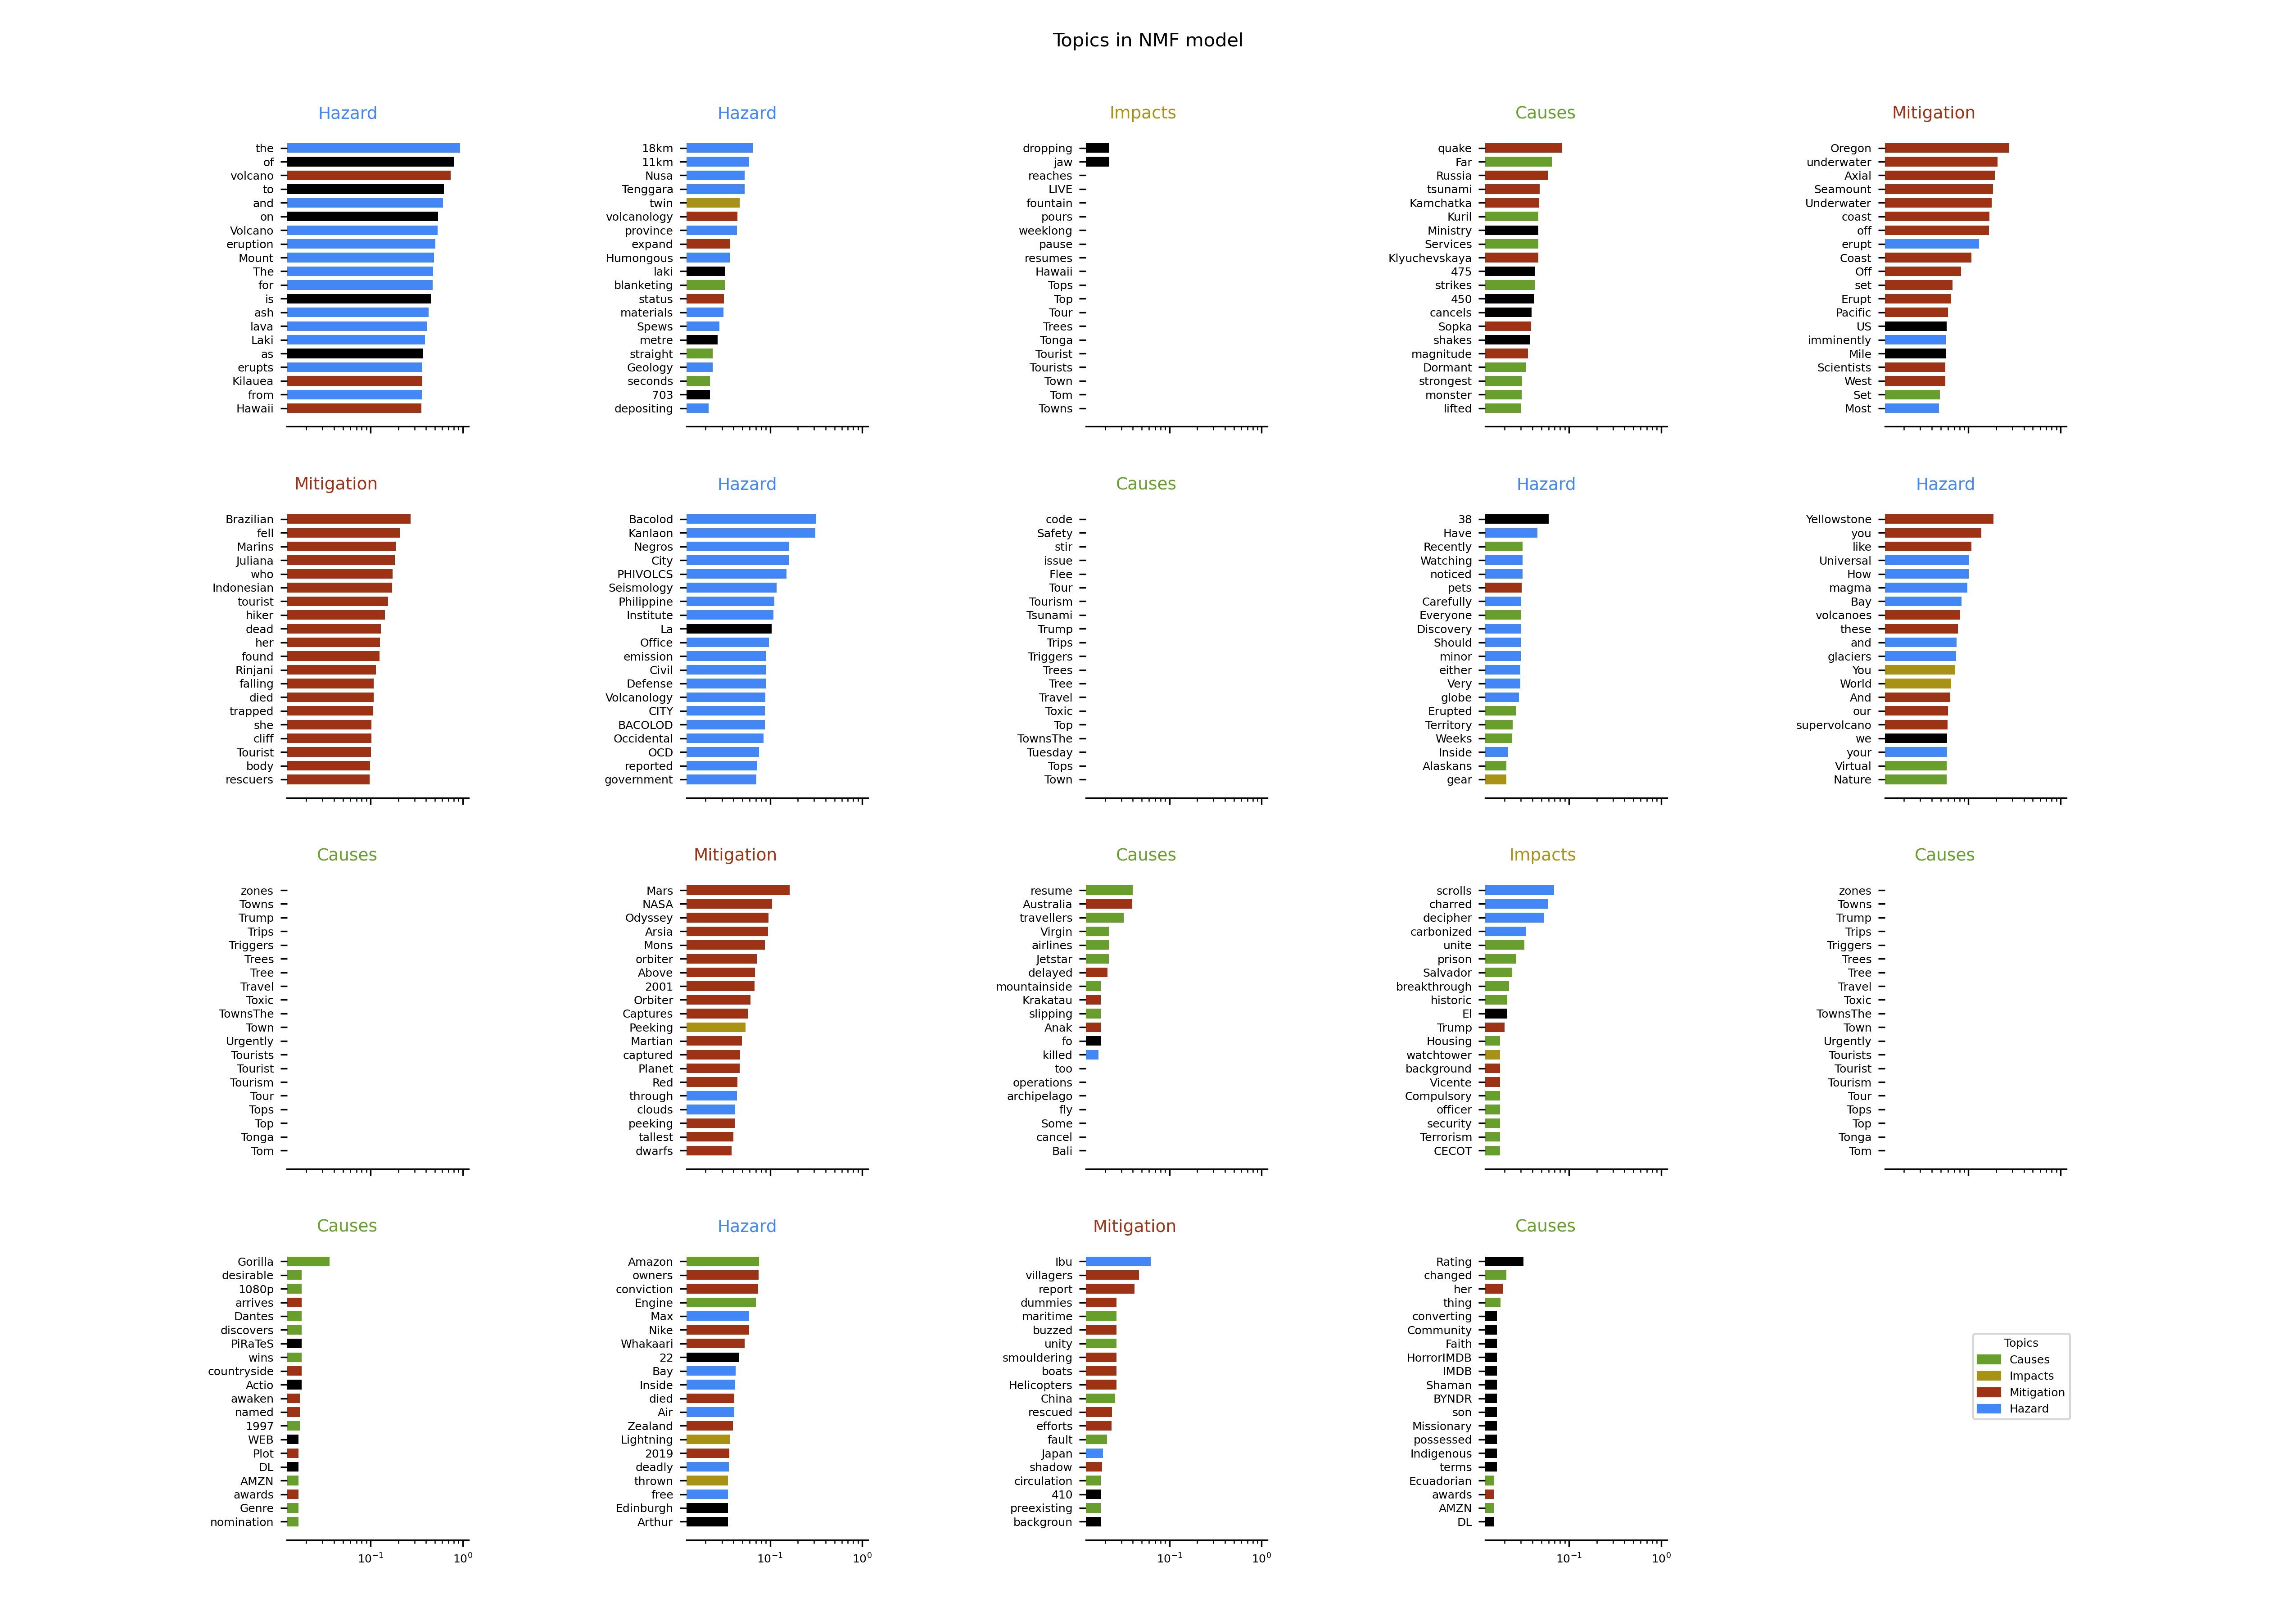 Topics in NMF model
Hazard
the
of
volcano
to
and
on
Volcano
eruption
Mount
The
for
is
ash
lava
Laki
as
erupts
Kilauea
from
Hawaii
Hazard
18km
11km
Nusa
Tenggara
twin
volcanology
province
expand
Humongous
laki
blanketing
status
materials
Spews
metre
straight
Geology
seconds
703
depositing
Impacts
dropping
jaw
reaches
LIVE
fountain
pours
weeklong
pause
resumes
Hawaii
Tops
Top
Tour
Trees
Tonga
Tourist
Tourists
Town
Tom
Towns
Causes
quake
Far
Russia
tsunami
Kamchatka
Kuril
Ministry
Services
Klyuchevskaya
475
strikes
450
cancels
Sopka
shakes
magnitude
Dormant
strongest
monster
lifted
Mitigation
Oregon
underwater
Axial
Seamount
Underwater
coast
off
erupt
Coast
Off
set
Erupt
Pacific
US
imminently
Mile
Scientists
West
Set
Most
Mitigation
Brazilian
fell
Marins
Juliana
who
Indonesian
tourist
hiker
dead
her
found
Rinjani
falling
died
trapped
she
cliff
Tourist
body
rescuers
Hazard
Bacolod
Kanlaon
Negros
City
PHIVOLCS
Seismology
Philippine
Institute
La
Office
emission
Civil
Defense
Volcanology
CITY
BACOLOD
Occidental
OCD
reported
government
Causes
code
Safety
stir
issue
Flee
Tour
Tourism
Tsunami
Trump
Trips
Triggers
Trees
Tree
Travel
Toxic
Top
TownsThe
Tuesday
Tops
Town
Hazard
38
Have
Recently
Watching
noticed
pets
Carefully
Everyone
Discovery
Should
minor
either
Very
globe
Erupted
Territory
Weeks
Inside
Alaskans
gear
Hazard
Yellowstone
you
like
Universal
How
magma
Bay
volcanoes
these
and
glaciers
You
World
And
our
supervolcano
we
your
Virtual
Nature
Causes
zones
Towns
Trump
Trips
Triggers
Trees
Tree
Travel
Toxic
TownsThe
Town
Urgently
Tourists
Tourist
Tourism
Tour
Tops
Top
Tonga
Tom
Mitigation
Mars
NASA
Odyssey
Arsia
Mons
orbiter
Above
2001
Orbiter
Captures
Peeking
Martian
captured
Planet
Red
through
clouds
peeking
tallest
dwarfs
Causes
resume
Australia
travellers
Virgin
airlines
Jetstar
delayed
mountainside
Krakatau
slipping
Anak
fo
killed
too
operations
archipelago
fly
Some
cancel
Bali
Impacts
scrolls
charred
decipher
carbonized
unite
prison
Salvador
breakthrough
historic
El
Trump
Housing
watchtower
background
Vicente
Compulsory
officer
security
Terrorism
CECOT
Causes
zones
Towns
Trump
Trips
Triggers
Trees
Tree
Travel
Toxic
TownsThe
Town
Urgently
Tourists
Tourist
Tourism
Tour
Tops
Top
Tonga
Tom
Causes
Gorilla
desirable
1080p
arrives
Dantes
discovers
PiRaTeS
wins
countryside
Actio
awaken
named
1997
WEB
Plot
DL
AMZN
awards
Genre
nomination
10⁻¹ 10⁰
Hazard
Amazon
owners
conviction
Engine
Max
Nike
Whakaari
22
Bay
Inside
died
Air
Zealand
Lightning
2019
deadly
thrown
free
Edinburgh
Arthur
10⁻¹ 10⁰
Mitigation
Ibu
villagers
report
dummies
maritime
buzzed
unity
smouldering
boats
Helicopters
China
rescued
efforts
fault
Japan
shadow
circulation
410
preexisting
backgroun
10⁻¹ 10⁰
Causes
Rating
changed
her
thing
converting
Community
Faith
HorrorIMDB
IMDB
Shaman
BYNDR
son
Missionary
possessed
Indigenous
terms
Ecuadorian
awards
AMZN
DL
10⁻¹ 10⁰
Topics
Causes
Impacts
Mitigation
Hazard